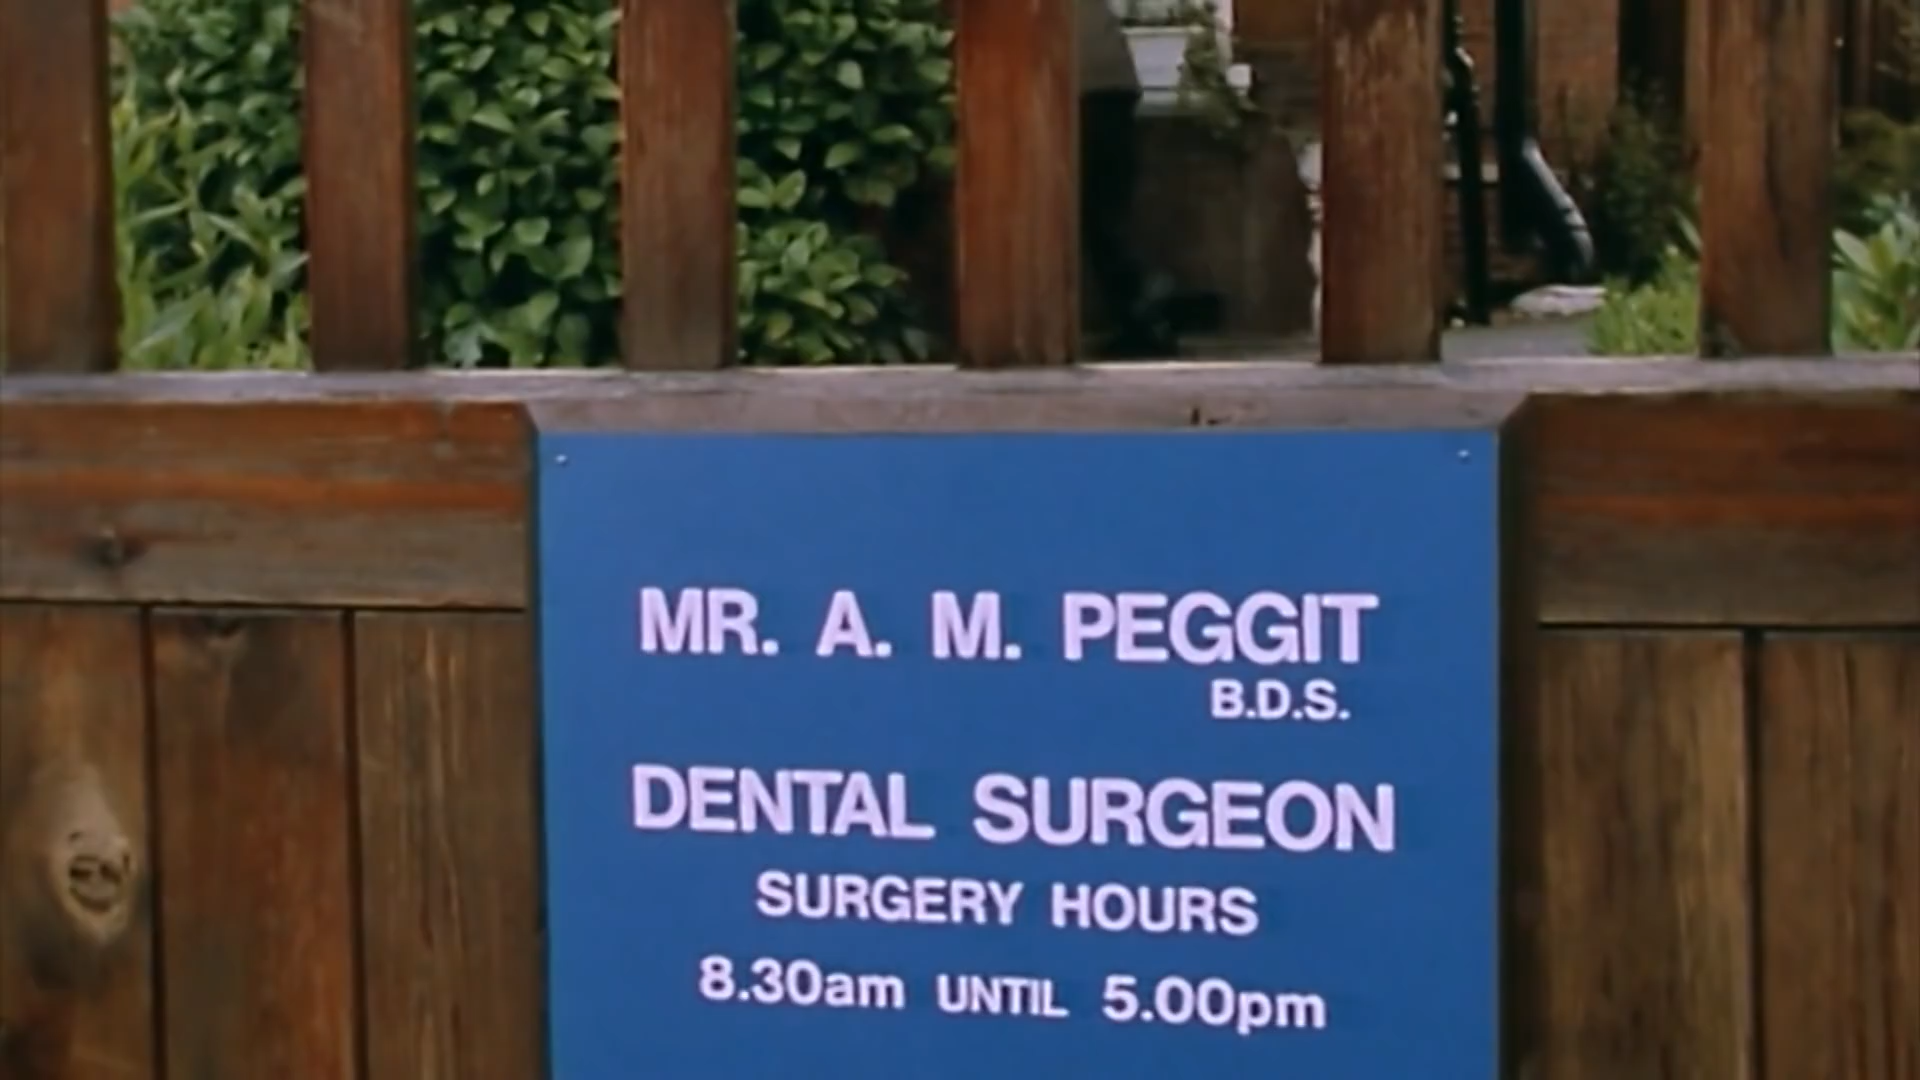 MR. A. M. PEGGIT
B.D.S.
DENTAL SURGEON
SURGERY HOURS
8.30am UNTIL 5.00pm